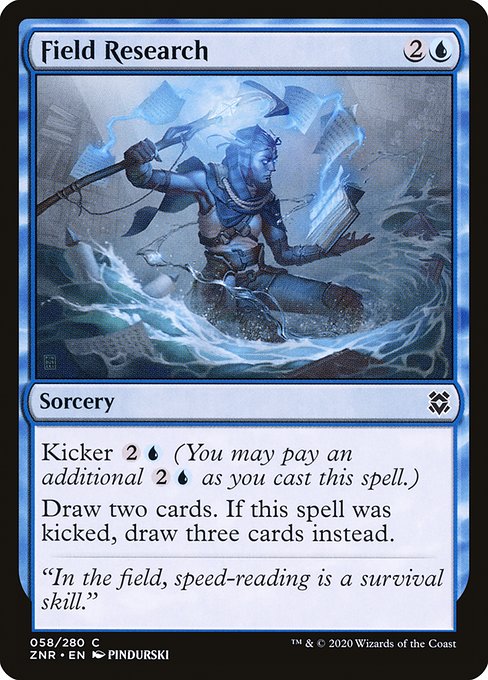 Field Research 2
Sorcery
Kicker 2 (You may pay an
additional 2 as you cast this spell.)
Draw two cards. If this spell was
kicked, draw three cards instead.
“In the field, speed-reading is a survival
skill.”
058/280 C
ZNR • EN PINDURSKI
™ & © 2020 Wizards of the Coast